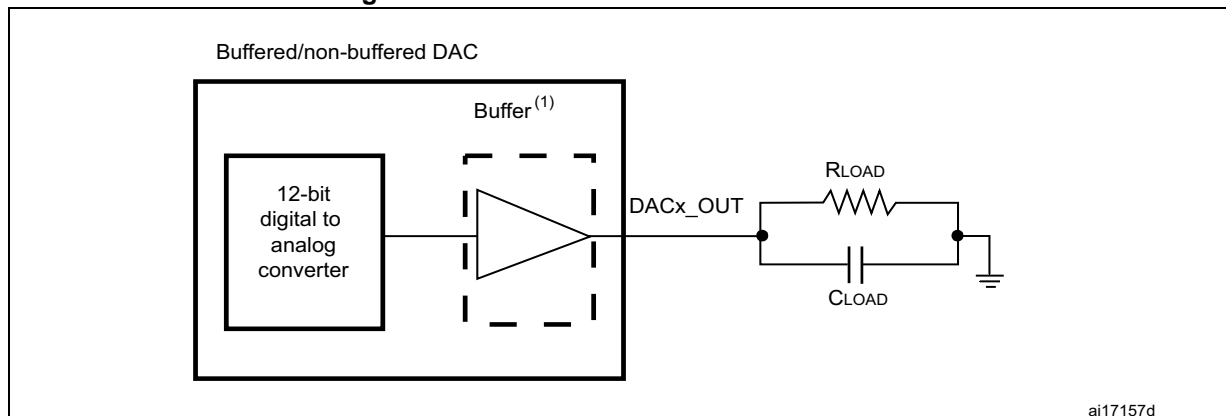 Buffered/non-buffered DAC
Buffer(1)
12-bit
digital to
analog
converter
DACx_OUT
RLOAD
CLOAD
ai17157d